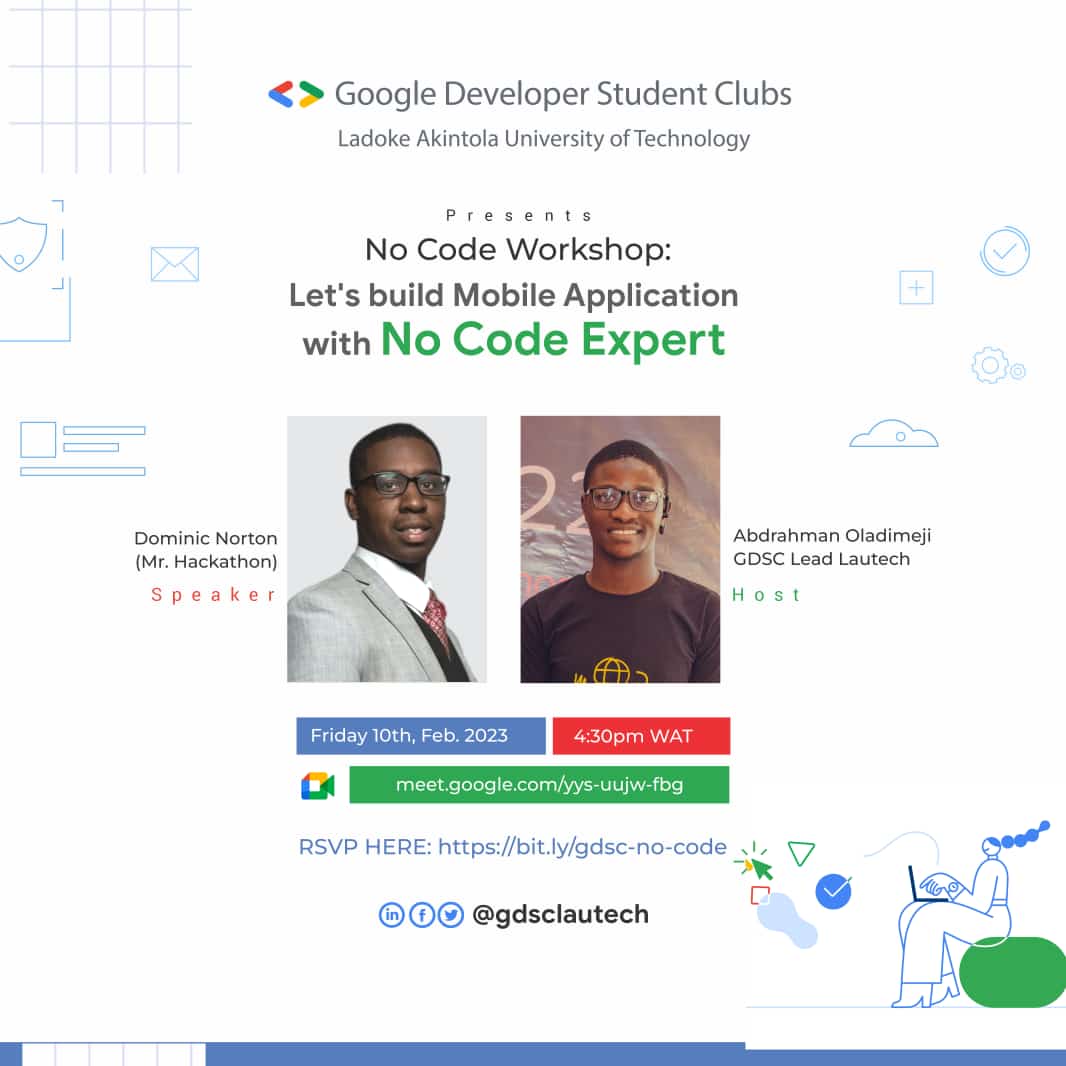 Google Developer Student Clubs
Ladoke Akintola University of Technology
Presents
No Code Workshop:
Let's build Mobile Application
with No Code Expert
Dominic Norton
(Mr. Hackathon)
Speaker
22
Abdrahman Oladimeji
GDSC Lead Lautech
Host
Friday 10th, Feb. 2023
4:30pm WAT
meet.google.com/yys-uujw-fbg
RSVP HERE: https://bit.ly/gdsc-no-code
in f @gdsclautech